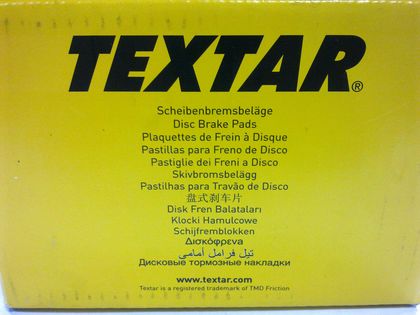 TEXTAR®
Scheibenbremsbeläge
Disc Brake Pads
Plaquettes de Frein à Disque
Pastillas para Freno de Disco
Pastiglie dei Freni a Disco
Skivbromsbelägg
Pastilhas para Travão de Disco
盘式刹车片
Disk Fren Balataları
Klocki Hamulcowe
Schijfremblokken
Δισκόφρενα
تيل فرامل أمامى
Дисковые тормозные накладки
www.textar.com
Textar is a registered trademark of TMD Friction